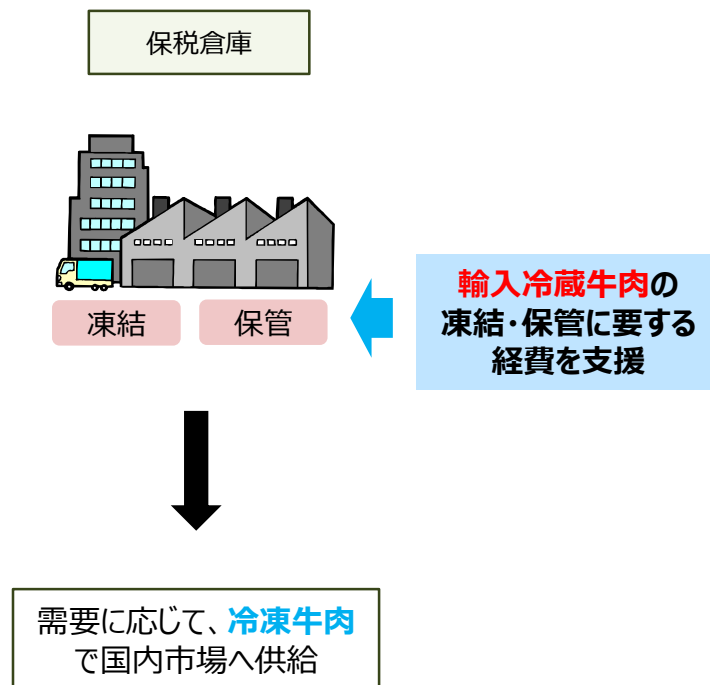 保税倉庫
凍結
保管
輸入冷蔵牛肉の
凍結・保管に要する
経費を支援
需要に応じて、冷凍牛肉
で国内市場へ供給